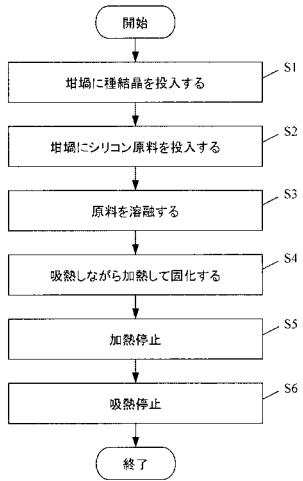 開始
S1
坩堝に種結晶を投入する
S2
坩堝にシリコン原料を投入する
S3
原料を溶融する
S4
吸熱しながら加熱して固化する
S5
加熱停止
S6
吸熱停止
終了